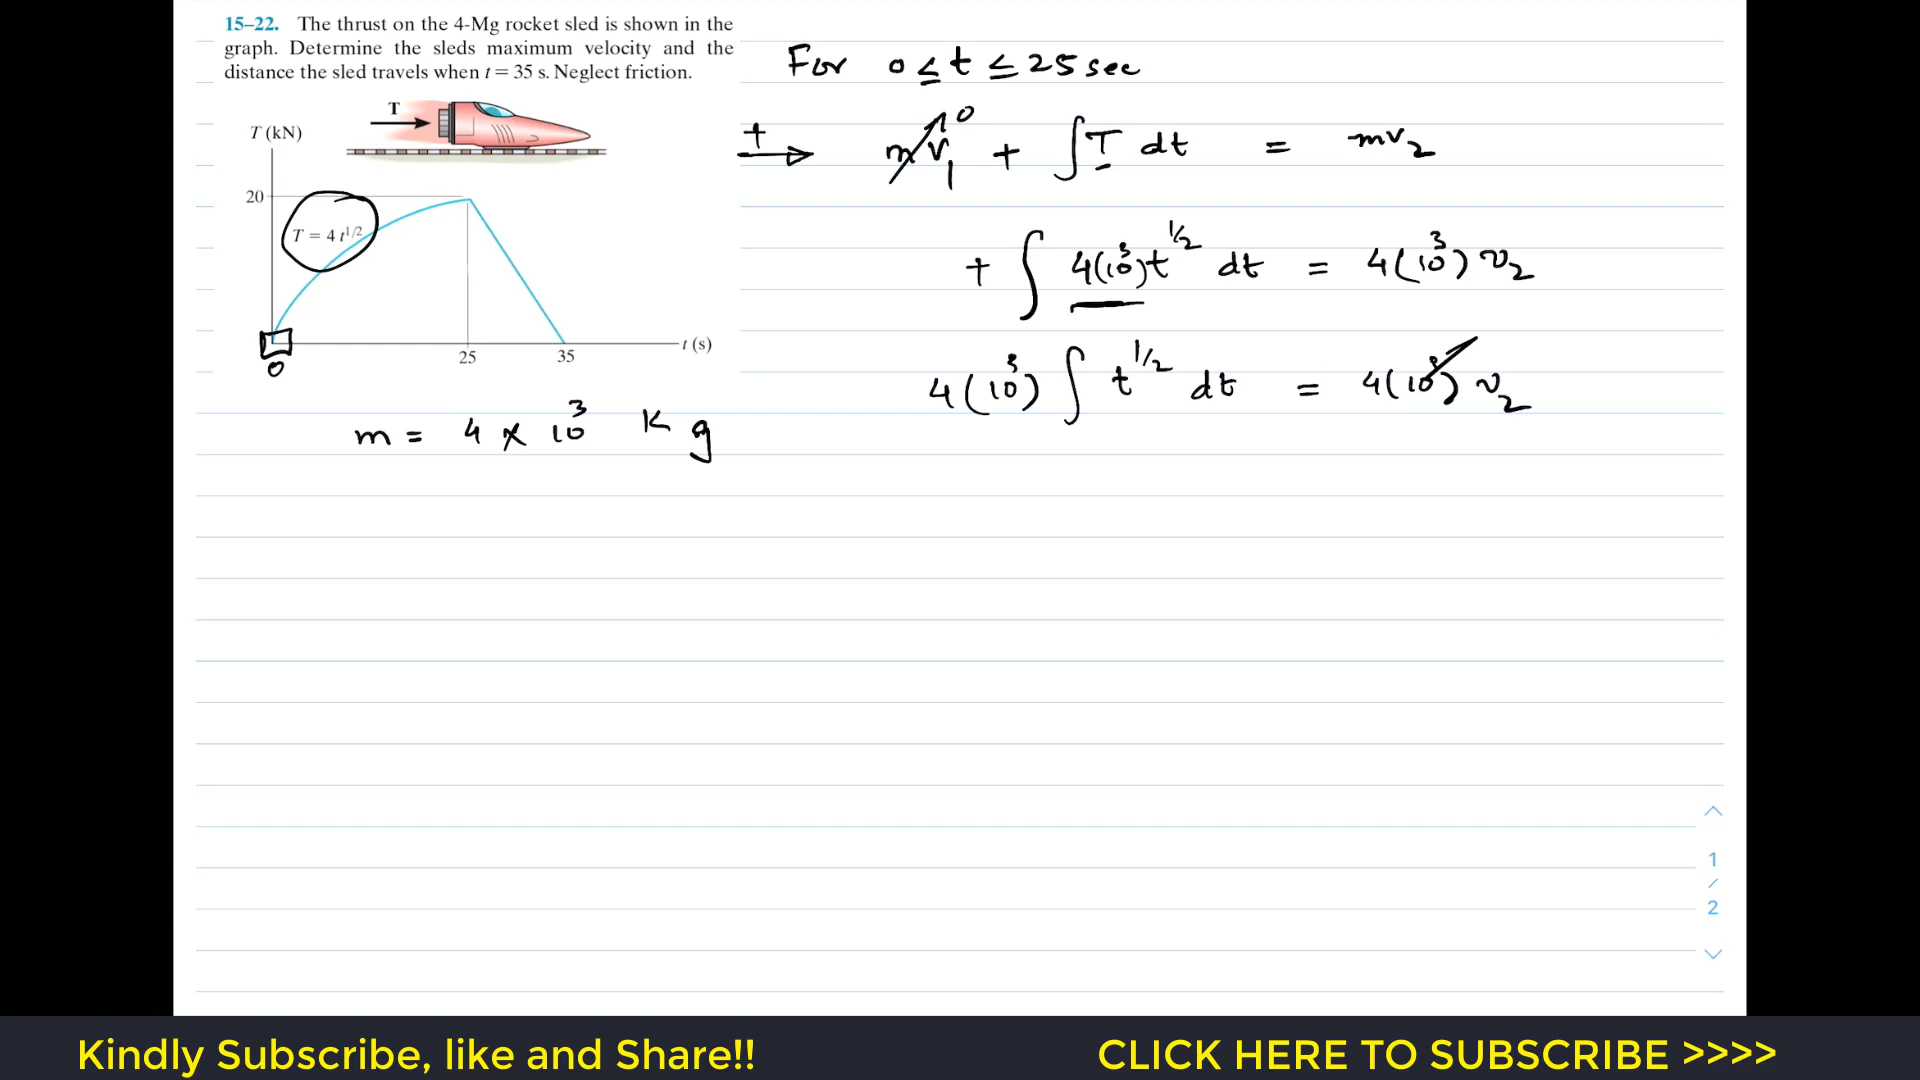 15–22. The thrust on the 4-Mg rocket sled is shown in the
graph. Determine the sleds maximum velocity and the
distance the sled travels when t = 35 s. Neglect friction.
T
T (kN)
20
T = 4 t^1/2
25
35
t (s)
0
m = 4 × 10^3 Kg
For 0 ≤ t ≤ 25 sec
+ → mv1 0 + ∫ T dt = mv2
+ ∫ 4(10^3)t^1/2 dt = 4(10^3) v2
4(10^3) ∫ t^1/2 dt = 4(10^3) v2
1
/
2
Kindly Subscribe, like and Share!!
CLICK HERE TO SUBSCRIBE >>>>